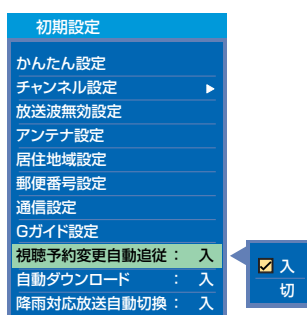 初期設定
かんたん設定
チャンネル設定 ▶
放送波無効設定
アンテナ設定
居住地域設定
郵便番号設定
通信設定
Gガイド設定
視聴予約変更自動追従： 入
自動ダウンロード ： 入
降雨対応放送自動切換： 入
入
切